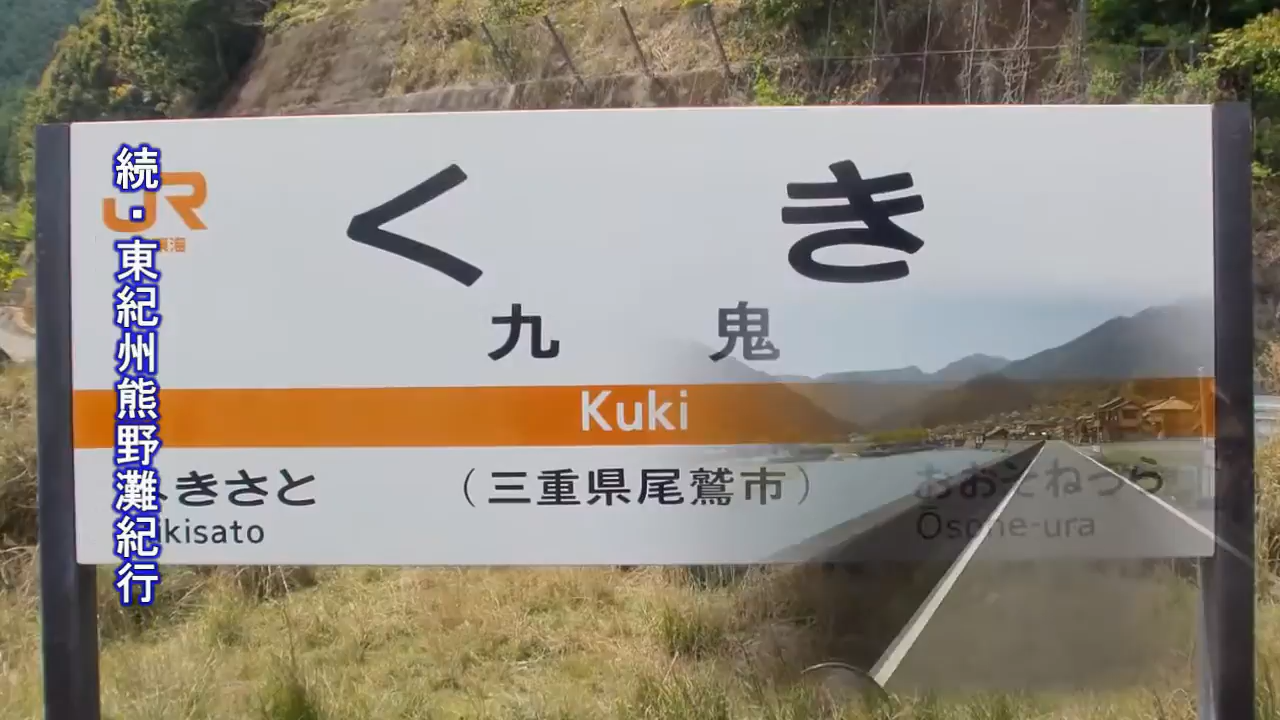 続・東紀州熊野灘紀行
JR
く き
九 鬼
Kuki
きさと
（三重県尾鷲市）
おおそねうら
kisato
Ōsone-ura